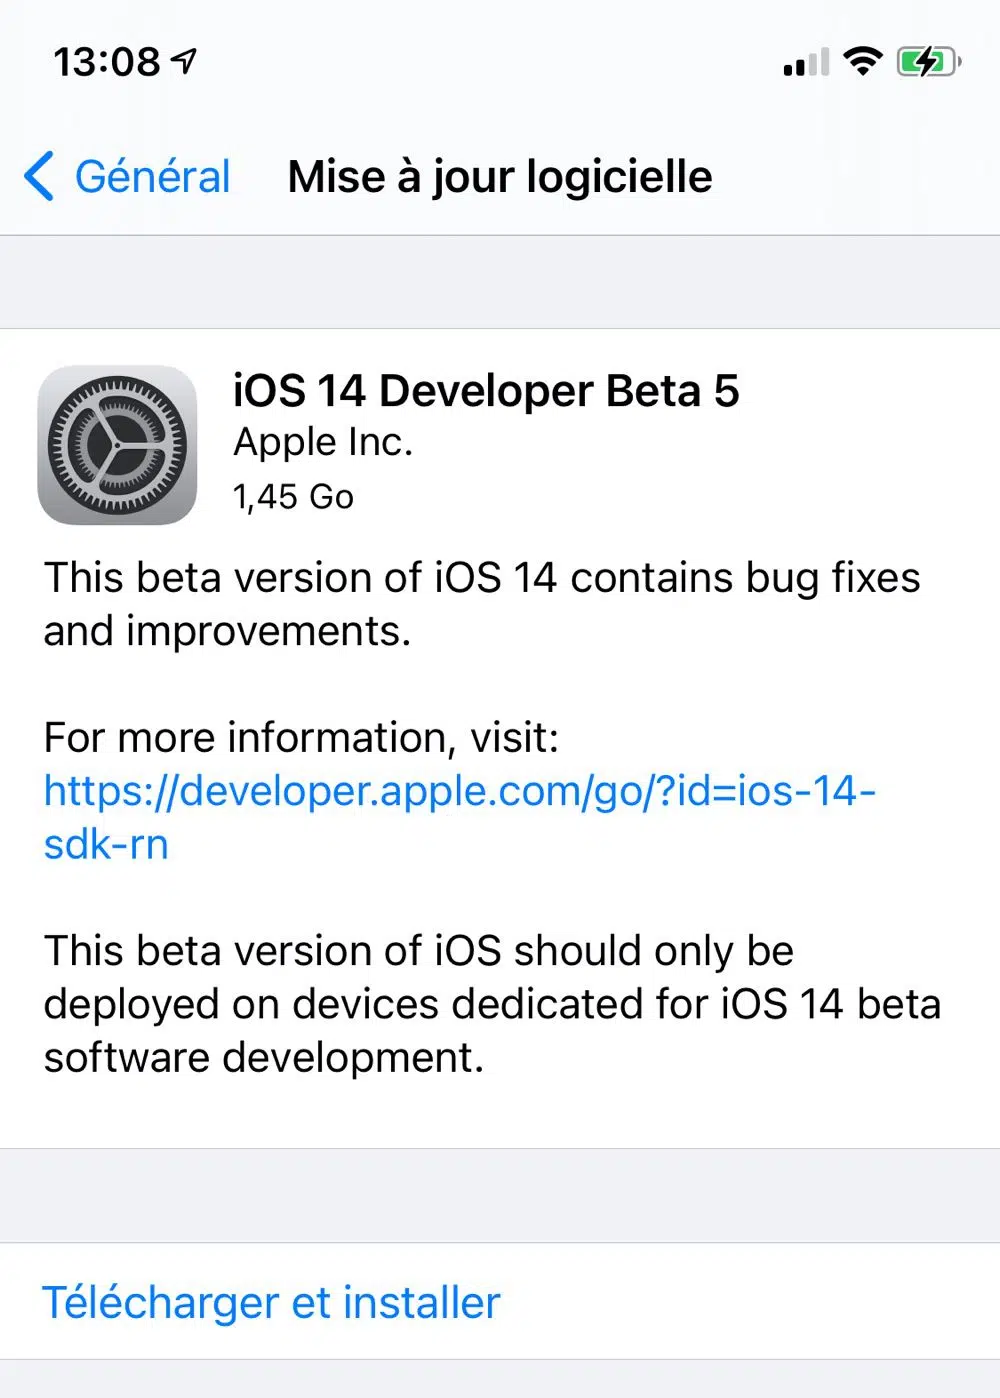 13:08
Général
Mise à jour logicielle
iOS 14 Developer Beta 5
Apple Inc.
1,45 Go
This beta version of iOS 14 contains bug fixes
and improvements.
For more information, visit:
https://developer.apple.com/go/?id=ios-14-
sdk-rn
This beta version of iOS should only be
deployed on devices dedicated for iOS 14 beta
software development.
Télécharger et installer